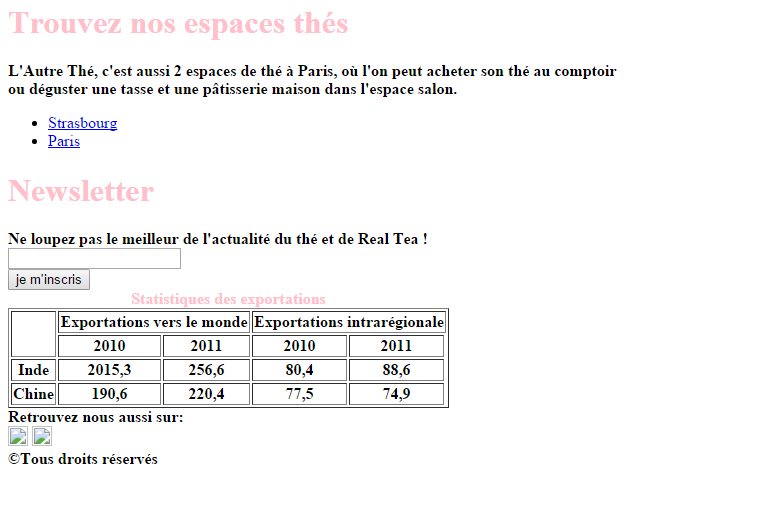 Trouvez nos espaces thés
L'Autre Thé, c'est aussi 2 espaces de thé à Paris, où l'on peut acheter son thé au comptoir
ou déguster une tasse et une pâtisserie maison dans l'espace salon.
Strasbourg
Paris
Newsletter
Ne loupez pas le meilleur de l'actualité du thé et de Real Tea !
je m'inscris
Statistiques des exportations
Exportations vers le monde Exportations intrarégionale
2010 2011 2010 2011
Inde 2015,3 256,6 80,4 88,6
Chine 190,6 220,4 77,5 74,9
Retrouvez nous aussi sur:
©Tous droits réservés